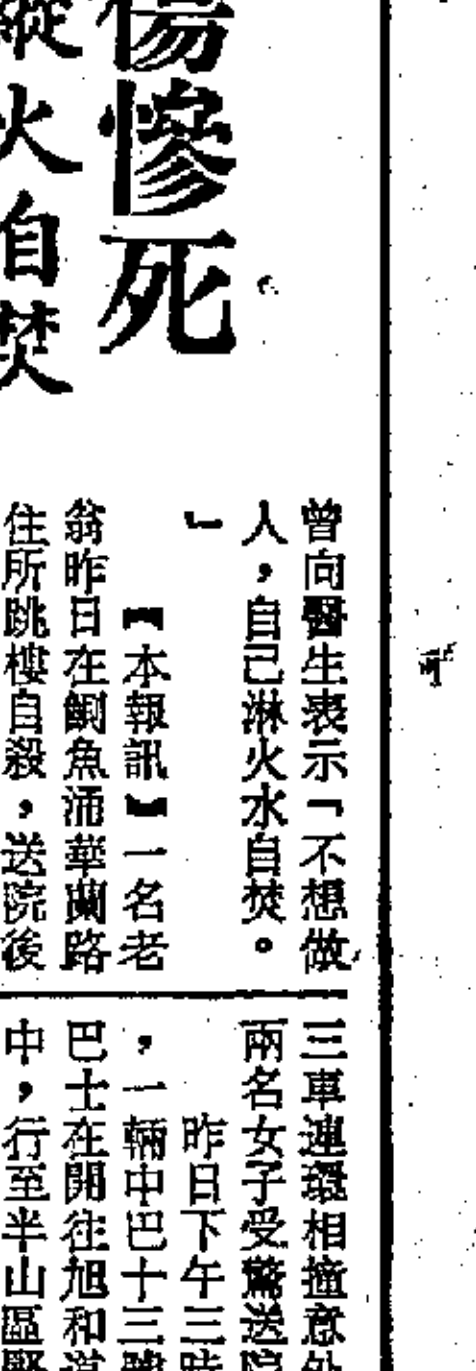 傷慘死
縱火自焚
曾向醫生表示「不想做
人，自己淋火水自焚。
」
【本報訊】一名老
翁昨日在鰂魚涌華蘭路
住所跳樓自殺，送院後
三車連環相撞意外
兩名女子受驚送院
昨日下午三時
，一輛中巴十三號
巴士在開往旭和道
中，行至半山區堅